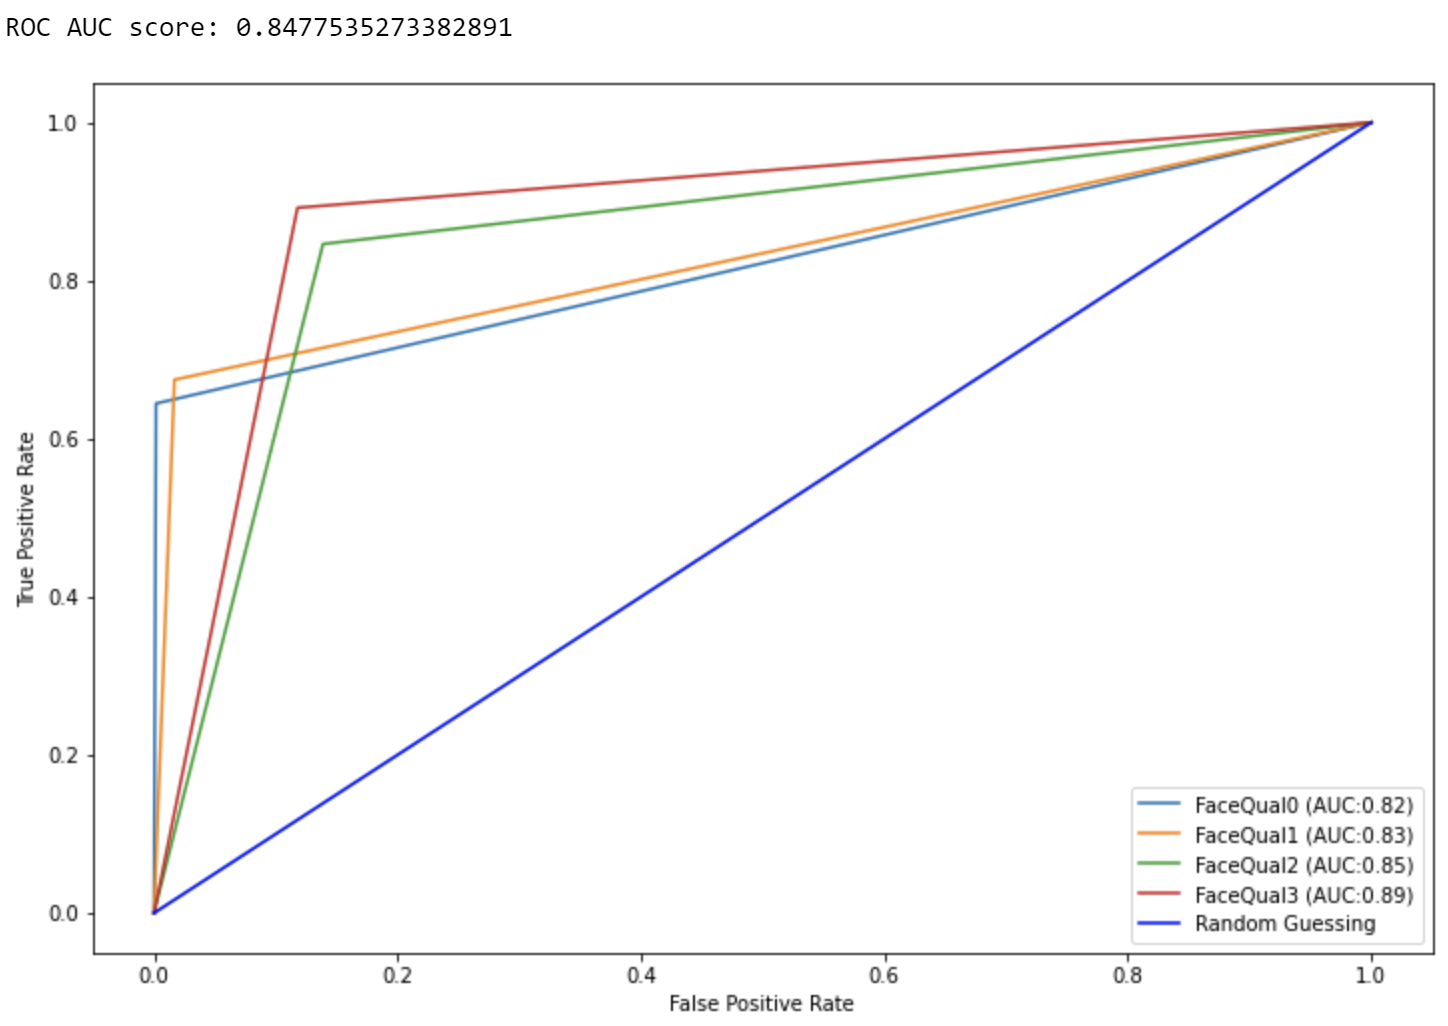 ROC AUC score: 0.8477535273382891
1.0
0.8
0.6
0.4
0.2
0.0
True Positive Rate
FaceQual0 (AUC:0.82)
FaceQual1 (AUC:0.83)
FaceQual2 (AUC:0.85)
FaceQual3 (AUC:0.89)
Random Guessing
0.0 0.2 0.4 0.6 0.8 1.0
False Positive Rate